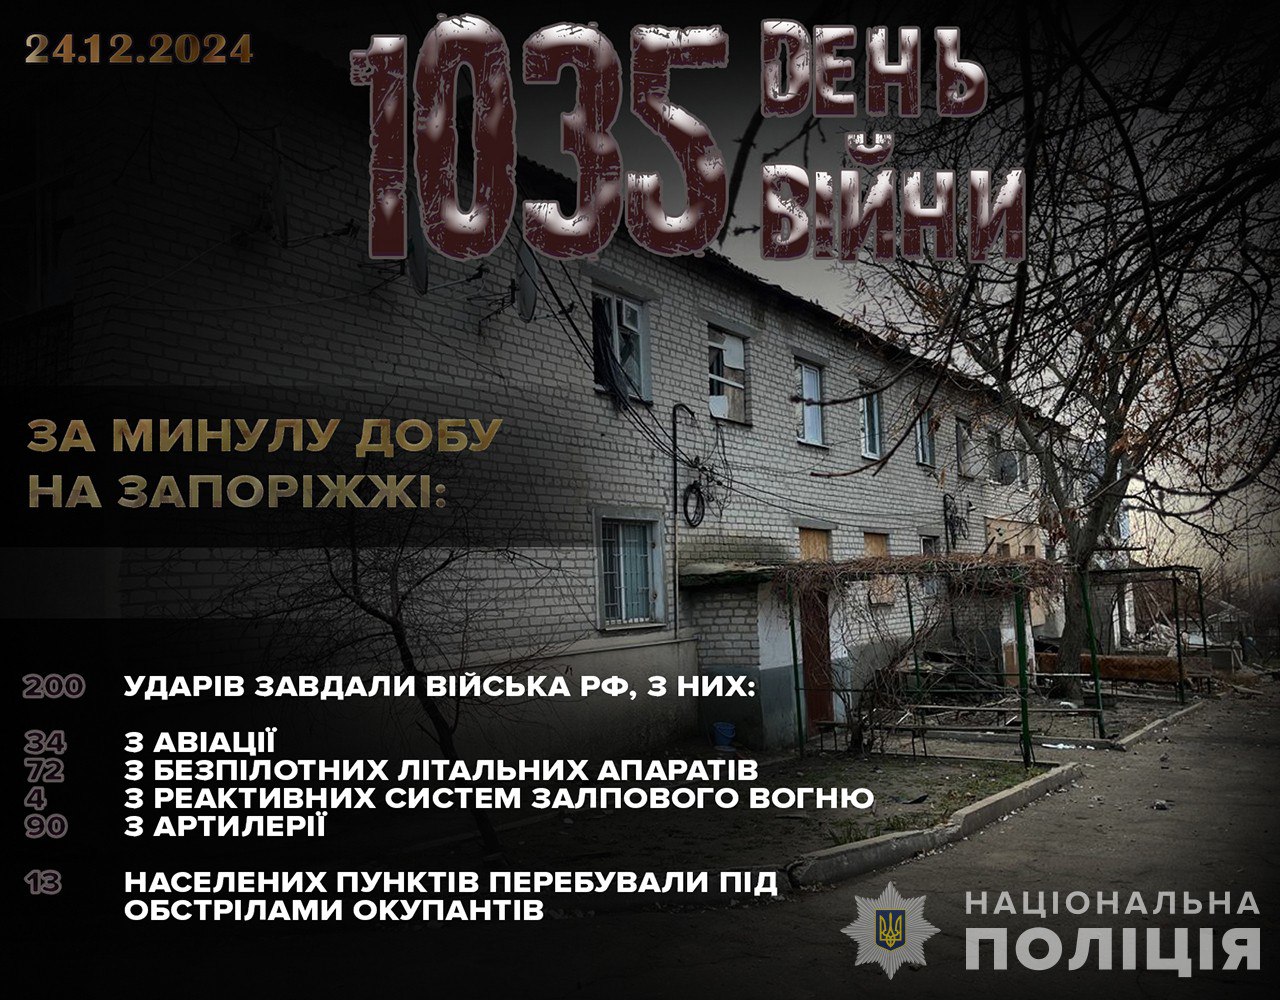 24.12.2024
1035 ДЕНЬ
ВІЙНИ
ЗА МИНУЛУ ДОБУ
НА ЗАПОРІЖЖІ:
200 УДАРІВ ЗАВДАЛИ ВІЙСЬКА РФ, З НИХ:
34 З АВІАЦІЇ
72 З БЕЗПІЛОТНИХ ЛІТАЛЬНИХ АПАРАТІВ
4 З РЕАКТИВНИХ СИСТЕМ ЗАЛПОВОГО ВОГНЮ
90 З АРТИЛЕРІЇ
13 НАСЕЛЕНИХ ПУНКТІВ ПЕРЕБУВАЛИ ПІД
ОБСТРІЛАМИ ОКУПАНТІВ
НАЦІОНАЛЬНА
ПОЛІЦІЯ